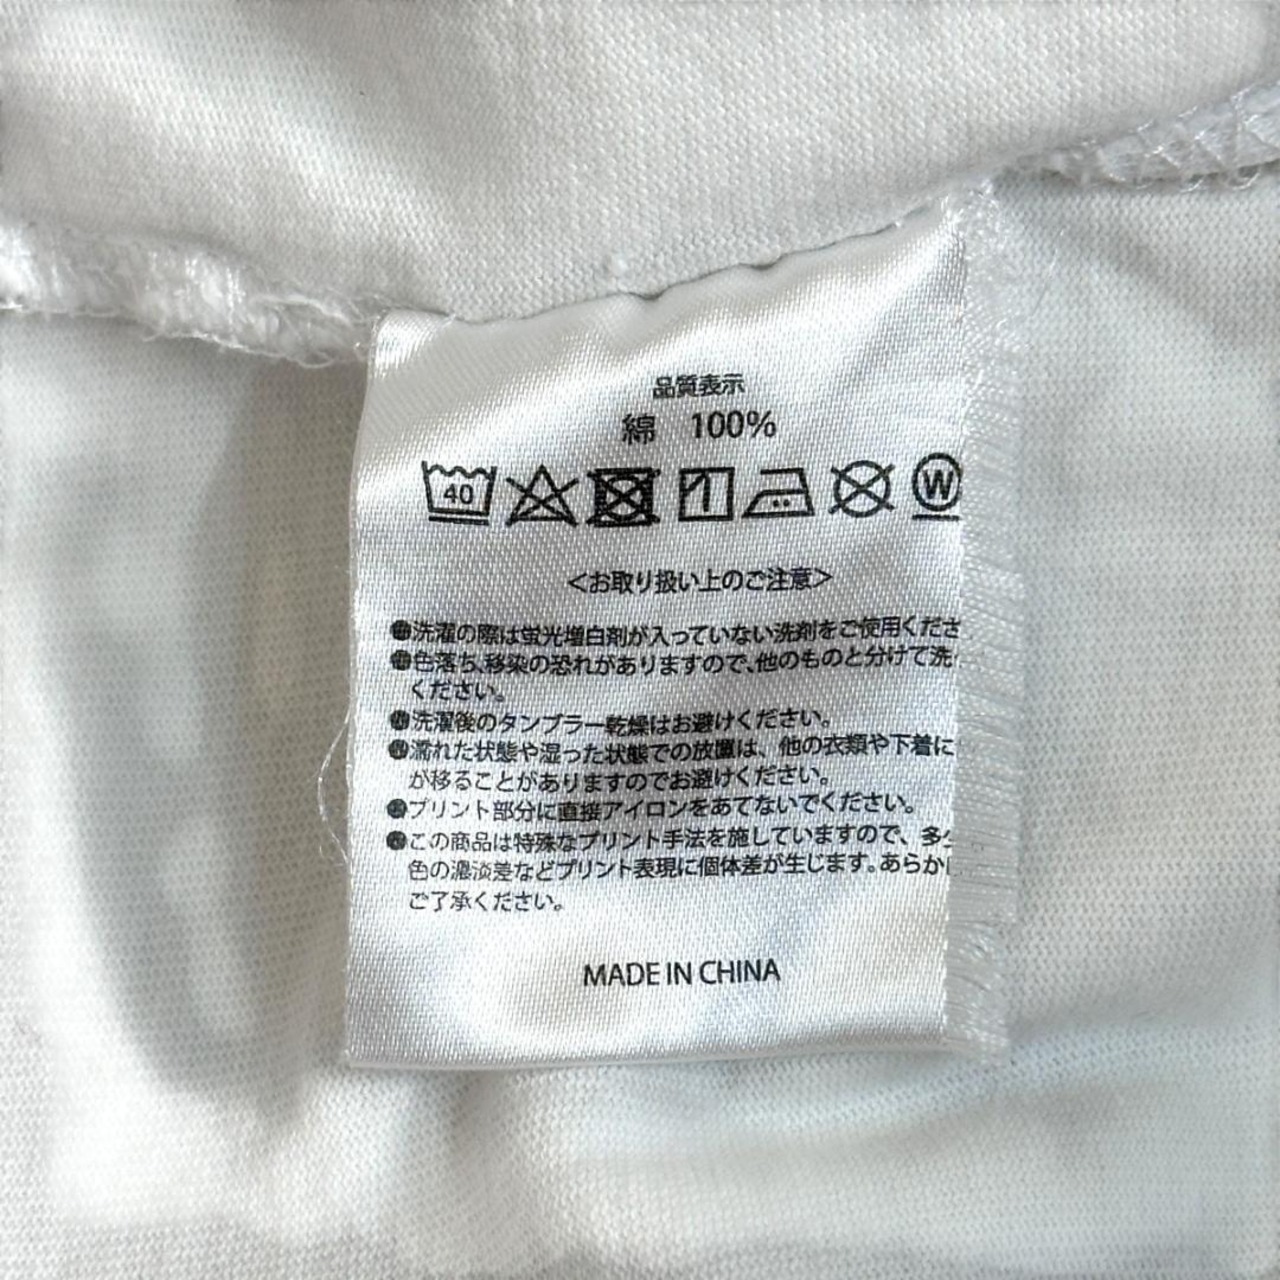 品質表示
綿 100%
40
W
<お取り扱い上のご注意>
●洗濯の際は蛍光増白剤が入っていない洗剤をご使用くださ
●色落ち、移染の恐れがありますので、他のものと分けて洗
ください。
●洗濯後のタンブラー乾燥はお避けください。
●濡れた状態や湿った状態での放置は、他の衣類や下着に
が移ることがありますのでお避けください。
●プリント部分に直接アイロンをあてないでください。
●この商品は特殊なプリント手法を施していますので、多少
色の濃淡差などプリント表現に個体差が生じます。あらか
ご了承ください。
MADE IN CHINA